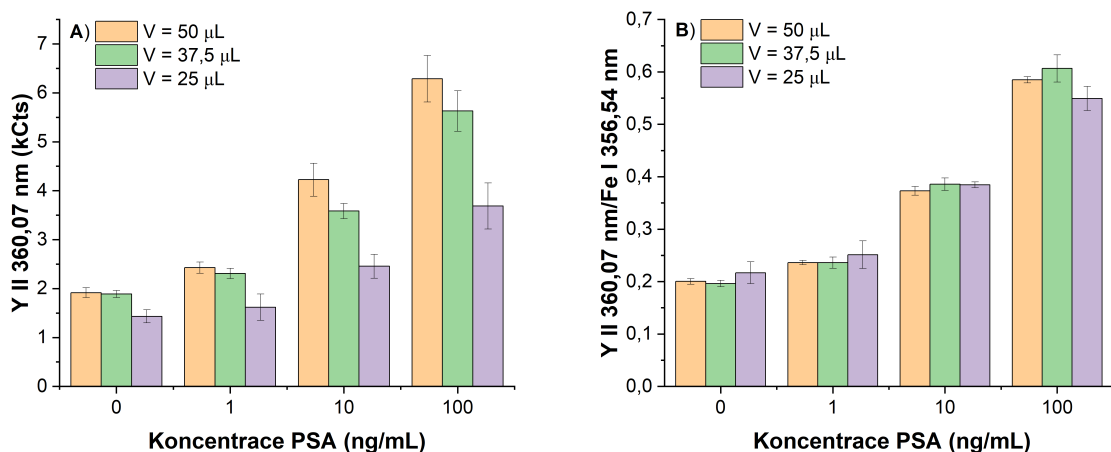 A)
V = 50 µL
V = 37,5 µL
V = 25 µL
Y II 360,07 nm (kCts)
7
6
5
4
3
2
1
0
0 1 10 100
Koncentrace PSA (ng/mL)
B)
V = 50 µL
V = 37,5 µL
V = 25 µL
Y II 360,07 nm/Fe I 356,54 nm
0,7
0,6
0,5
0,4
0,3
0,2
0,1
0,0
0 1 10 100
Koncentrace PSA (ng/mL)